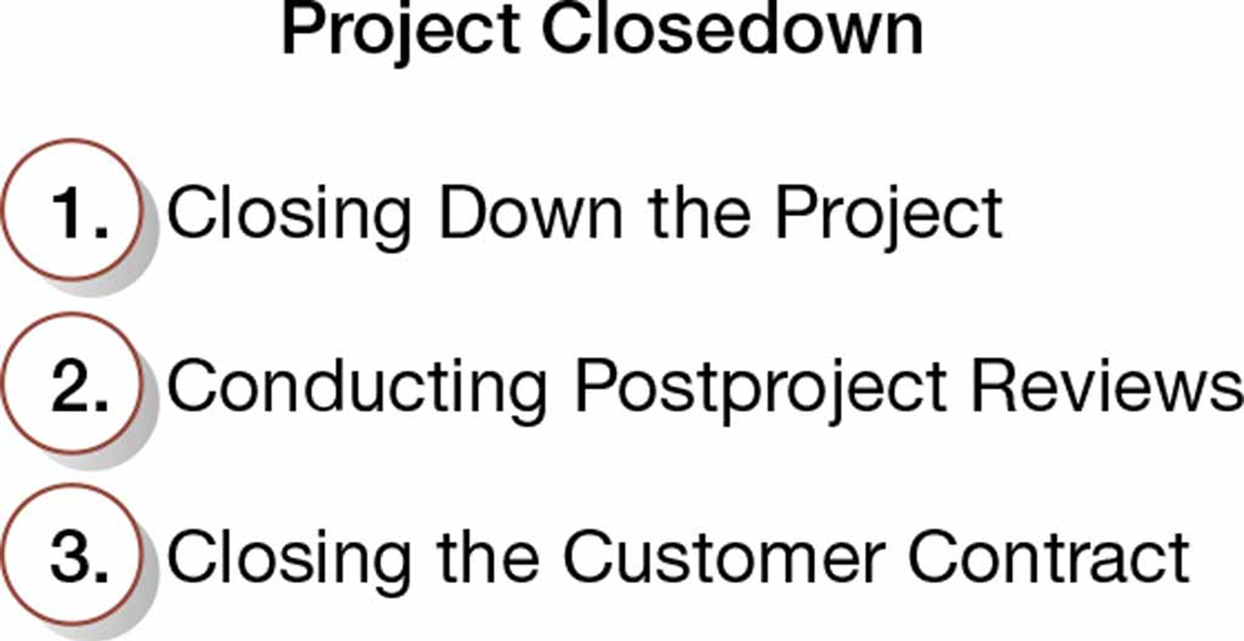 Project Closedown
1. Closing Down the Project
2. Conducting Postproject Reviews
3. Closing the Customer Contract